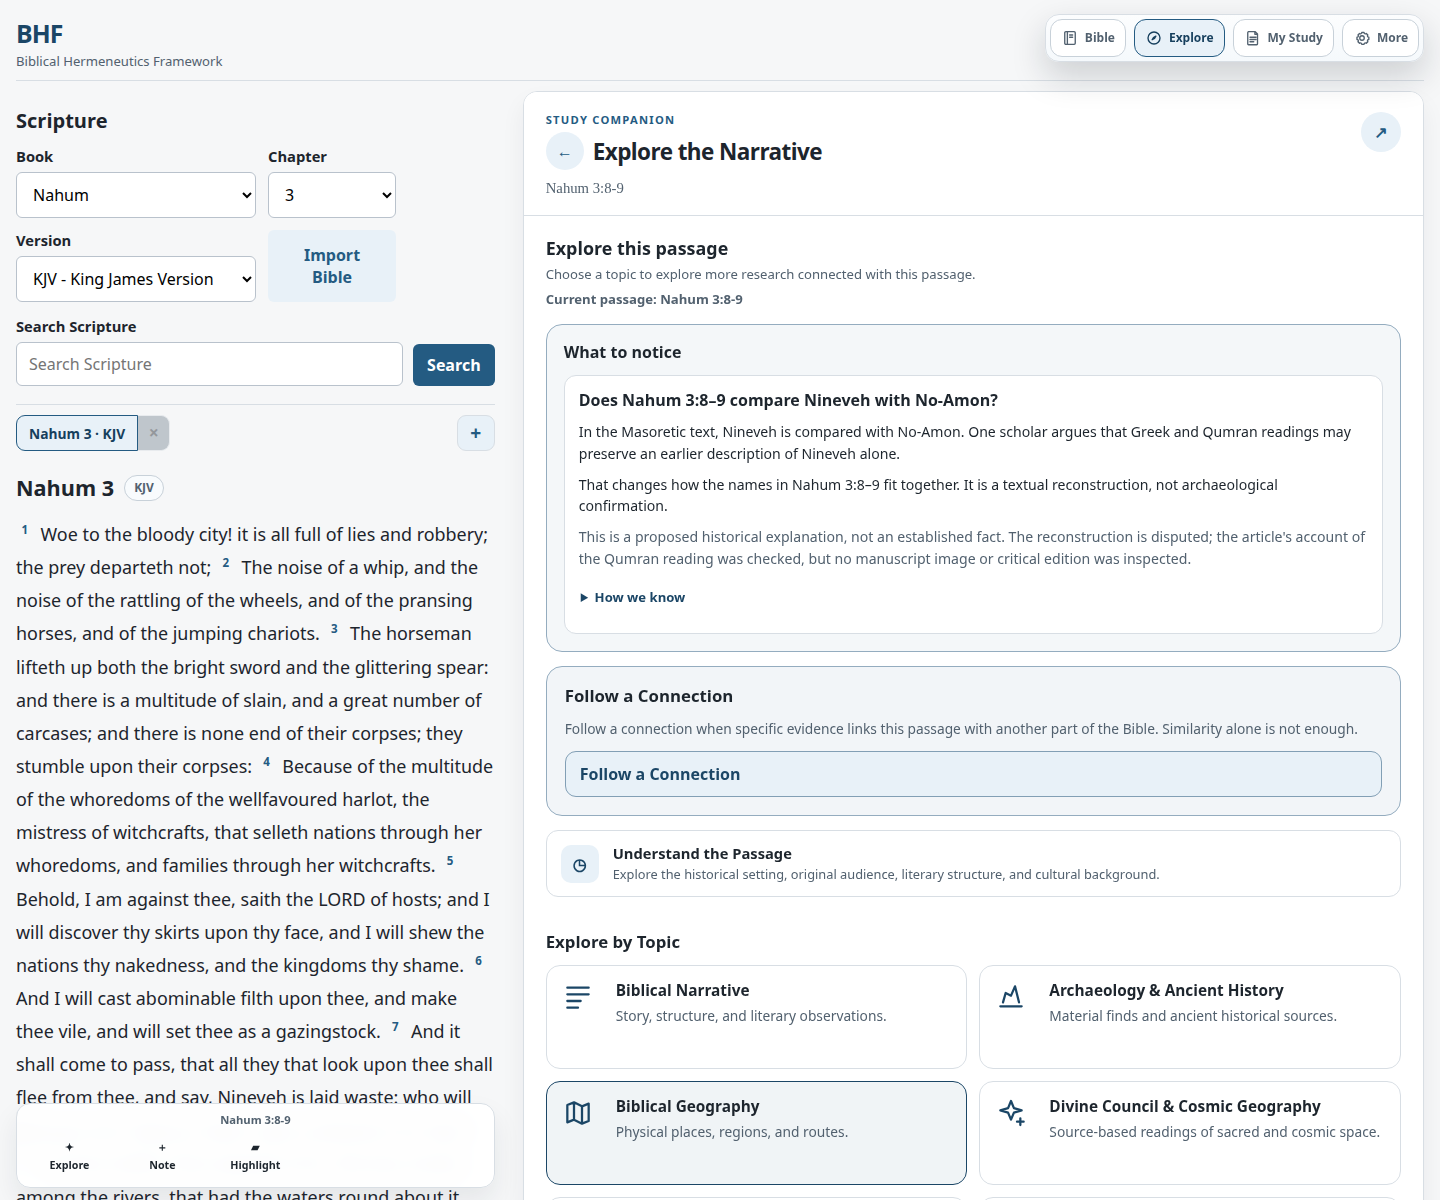 BHF
Biblical Hermeneutics Framework
Bible
Explore
My Study
More
Scripture
Book
Chapter
Nahum
3
Version
KJV - King James Version
Import
Bible
Search Scripture
Search Scripture
Search
Nahum 3 · KJV
×
+
Nahum 3 KJV
1 Woe to the bloody city! it is all full of lies and robbery;
the prey departeth not; 2 The noise of a whip, and the
noise of the rattling of the wheels, and of the pransing
horses, and of the jumping chariots. 3 The horseman
lifteth up both the bright sword and the glittering spear:
and there is a multitude of slain, and a great number of
carcases; and there is none end of their corpses; they
stumble upon their corpses: 4 Because of the multitude
of the whoredoms of the wellfavoured harlot, the
mistress of witchcrafts, that selleth nations through her
whoredoms, and families through her witchcrafts. 5
Behold, I am against thee, saith the LORD of hosts; and I
will discover thy skirts upon thy face, and I will shew the
nations thy nakedness, and the kingdoms thy shame. 6
And I will cast abominable filth upon thee, and make
thee vile, and will set thee as a gazingstock. 7 And it
shall come to pass, that all they that look upon thee shall
flee from thee, and say, Nineveh is laid waste: who will
Nahum 3:8-9
Explore
Note
Highlight
among the rivers, that had the waters round about it,
STUDY COMPANION
← Explore the Narrative
↗
Nahum 3:8-9
Explore this passage
Choose a topic to explore more research connected with this passage.
Current passage: Nahum 3:8-9
What to notice
Does Nahum 3:8–9 compare Nineveh with No-Amon?
In the Masoretic text, Nineveh is compared with No-Amon. One scholar argues that Greek and Qumran readings may
preserve an earlier description of Nineveh alone.
That changes how the names in Nahum 3:8–9 fit together. It is a textual reconstruction, not archaeological
confirmation.
This is a proposed historical explanation, not an established fact. The reconstruction is disputed; the article's account of
the Qumran reading was checked, but no manuscript image or critical edition was inspected.
How we know
Follow a Connection
Follow a connection when specific evidence links this passage with another part of the Bible. Similarity alone is not enough.
Follow a Connection
Understand the Passage
Explore the historical setting, original audience, literary structure, and cultural background.
Explore by Topic
Biblical Narrative
Story, structure, and literary observations.
Archaeology & Ancient History
Material finds and ancient historical sources.
Biblical Geography
Physical places, regions, and routes.
Divine Council & Cosmic Geography
Source-based readings of sacred and cosmic space.